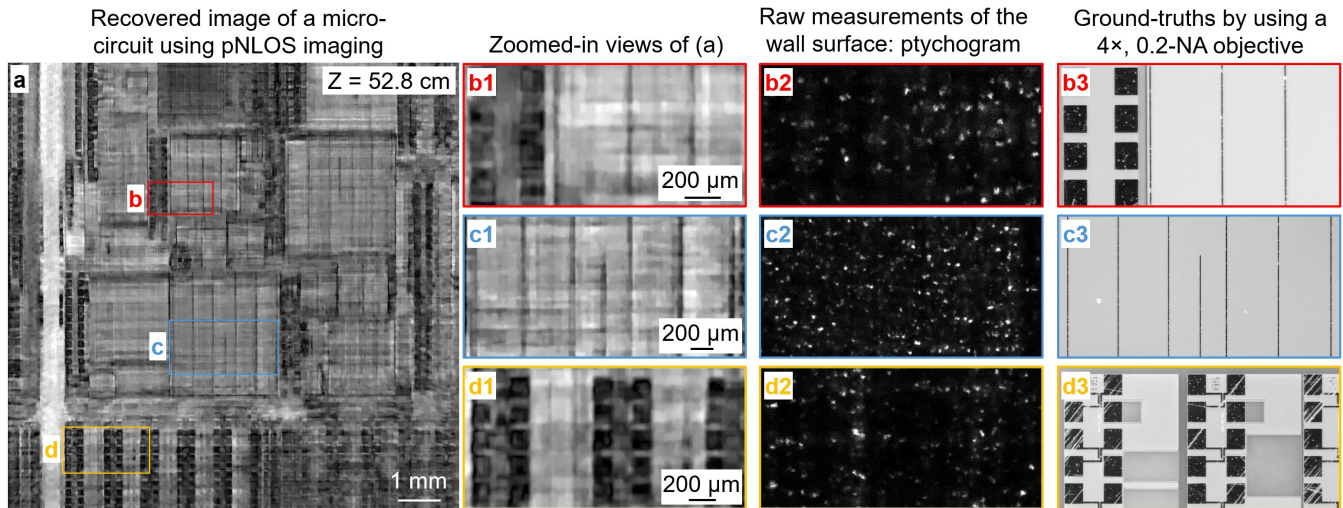 Recovered image of a micro-
circuit using pNLOS imaging
Zoomed-in views of (a)
Raw measurements of the
wall surface: ptychogram
Ground-truths by using a
4×, 0.2-NA objective
a
Z = 52.8 cm
b
c
d
1 mm
b1
200 µm
b2
b3
c1
200 µm
c2
c3
d1
200 µm
d2
d3